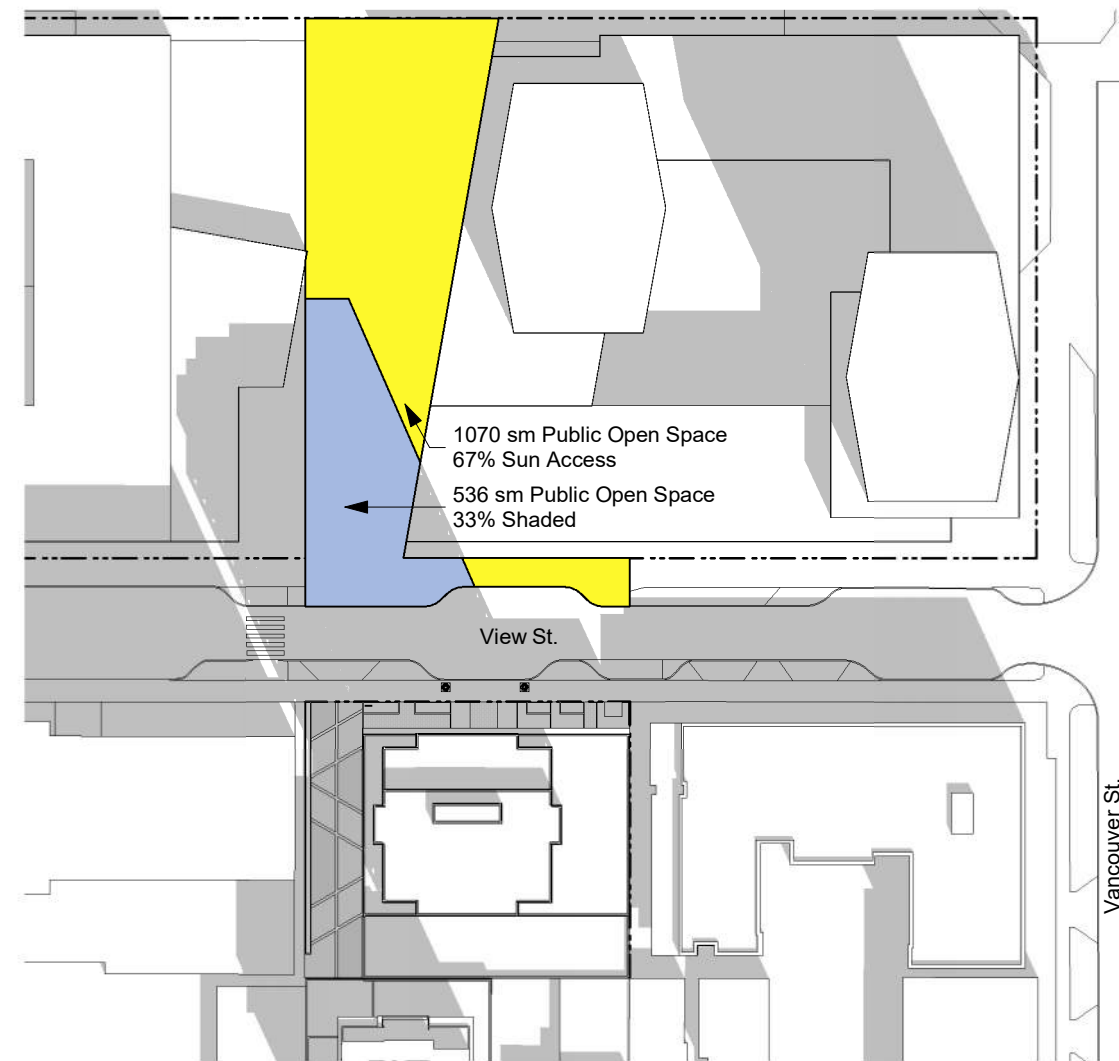 1070 sm Public Open Space
67% Sun Access
536 sm Public Open Space
33% Shaded
View St.
Vancouver St.